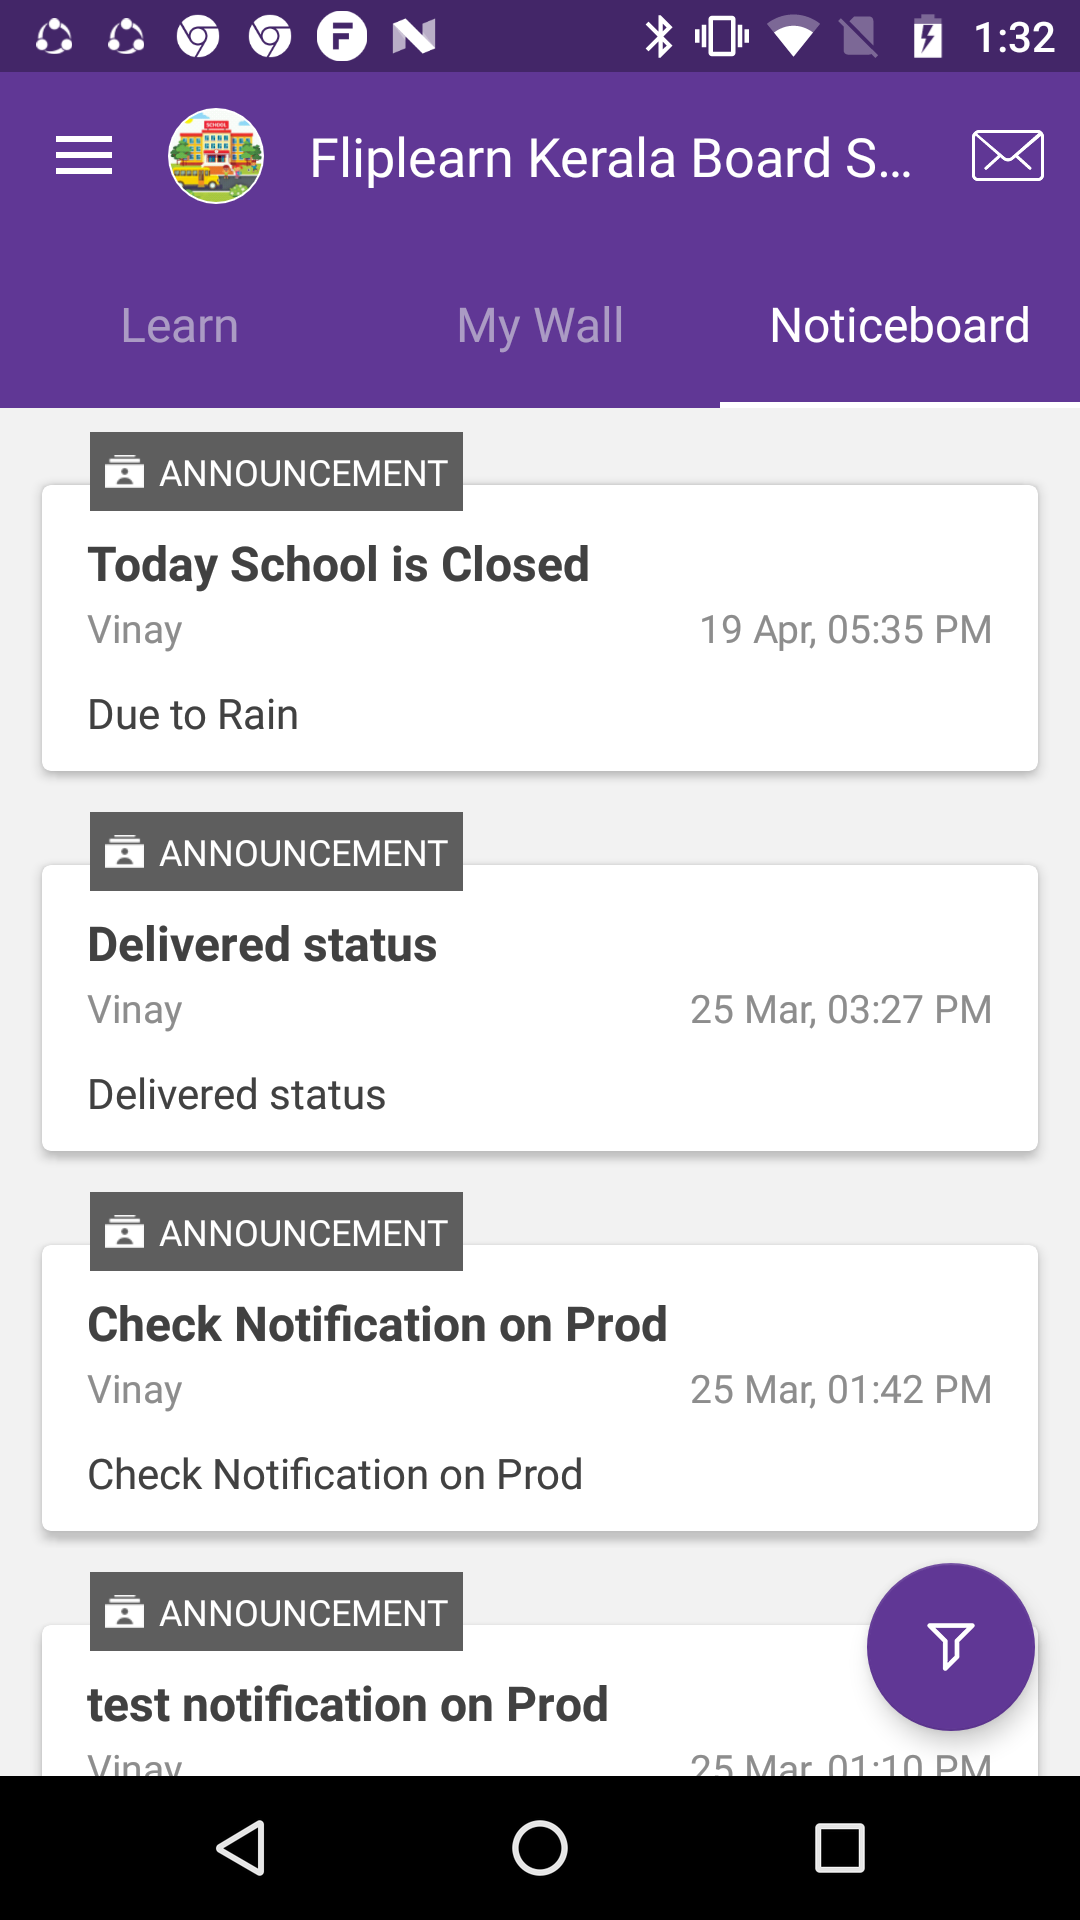 1:32
Fliplearn Kerala Board S...
Learn
My Wall
Noticeboard
ANNOUNCEMENT
Today School is Closed
Vinay
19 Apr, 05:35 PM
Due to Rain
ANNOUNCEMENT
Delivered status
Vinay
25 Mar, 03:27 PM
Delivered status
ANNOUNCEMENT
Check Notification on Prod
Vinay
25 Mar, 01:42 PM
Check Notification on Prod
ANNOUNCEMENT
test notification on Prod
Vinay
25 Mar, 01:10 PM